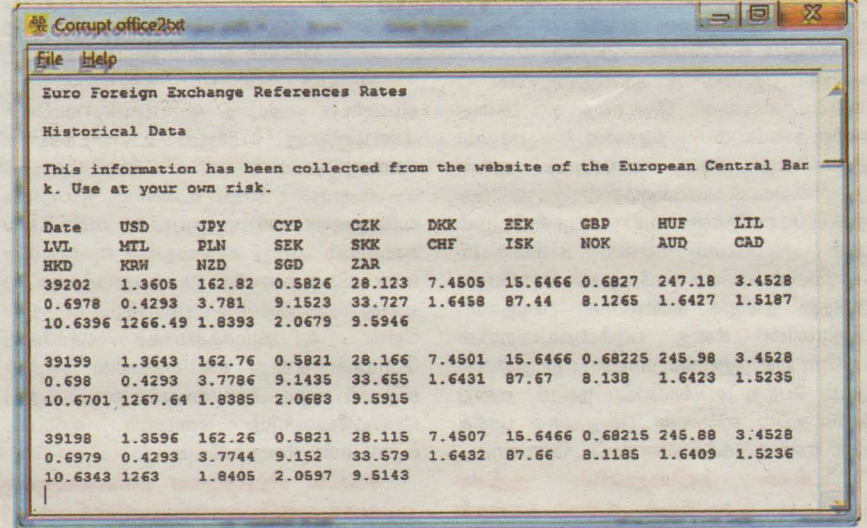 Corrupt office2txt
File Help
Euro Foreign Exchange References Rates
Historical Data
This information has been collected from the website of the European Central Ban
k. Use at your own risk.
Date USD JPY CYP CZK DKK EEK GBP HUF LTL
LVL MTL PLN SEK SKK CHF ISK NOK AUD CAD
HKD KRW NZD SGD ZAR
39202 1.3605 162.82 0.5826 28.123 7.4505 15.6466 0.6827 247.18 3.4528
0.6978 0.4293 3.781 9.1523 33.727 1.6458 87.44 8.1265 1.6427 1.5187
10.6396 1266.49 1.8393 2.0679 9.5946
39199 1.3643 162.76 0.5821 28.166 7.4501 15.6466 0.68225 245.98 3.4528
0.698 0.4293 3.7786 9.1435 33.655 1.6431 87.67 8.138 1.6423 1.5235
10.6701 1267.64 1.8385 2.0683 9.5915
39198 1.3596 162.26 0.5821 28.115 7.4507 15.6466 0.68215 245.88 3.4528
0.6979 0.4293 3.7744 9.152 33.579 1.6432 87.66 8.1185 1.6409 1.5236
10.6343 1263 1.8405 2.0597 9.5143